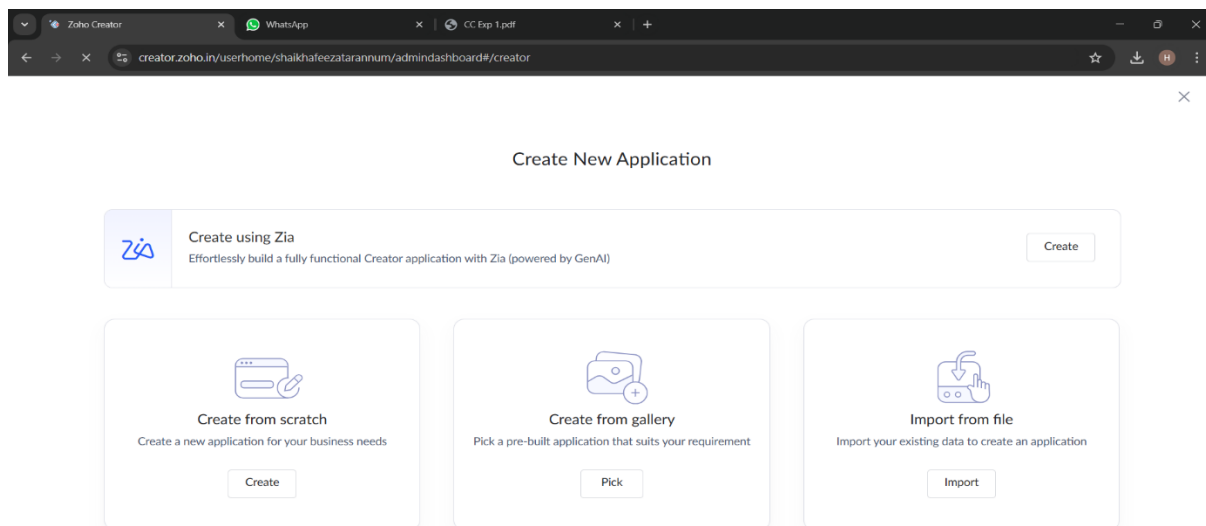 Zoho Creator
WhatsApp
CC Exp 1.pdf
creator.zoho.in/userhome/shaikhafeezatarannum/admindashboard#/creator
H
Create New Application
Zia
Create using Zia
Effortlessly build a fully functional Creator application with Zia (powered by GenAI)
Create
Create from scratch
Create a new application for your business needs
Create
Create from gallery
Pick a pre-built application that suits your requirement
Pick
Import from file
Import your existing data to create an application
Import